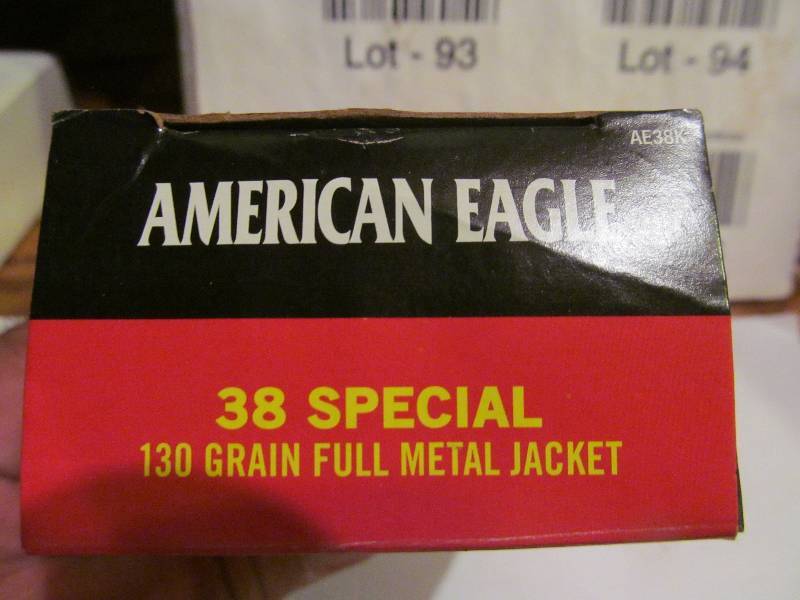 Lot - 93
Lot - 94
AE38K
AMERICAN EAGLE
38 SPECIAL
130 GRAIN FULL METAL JACKET